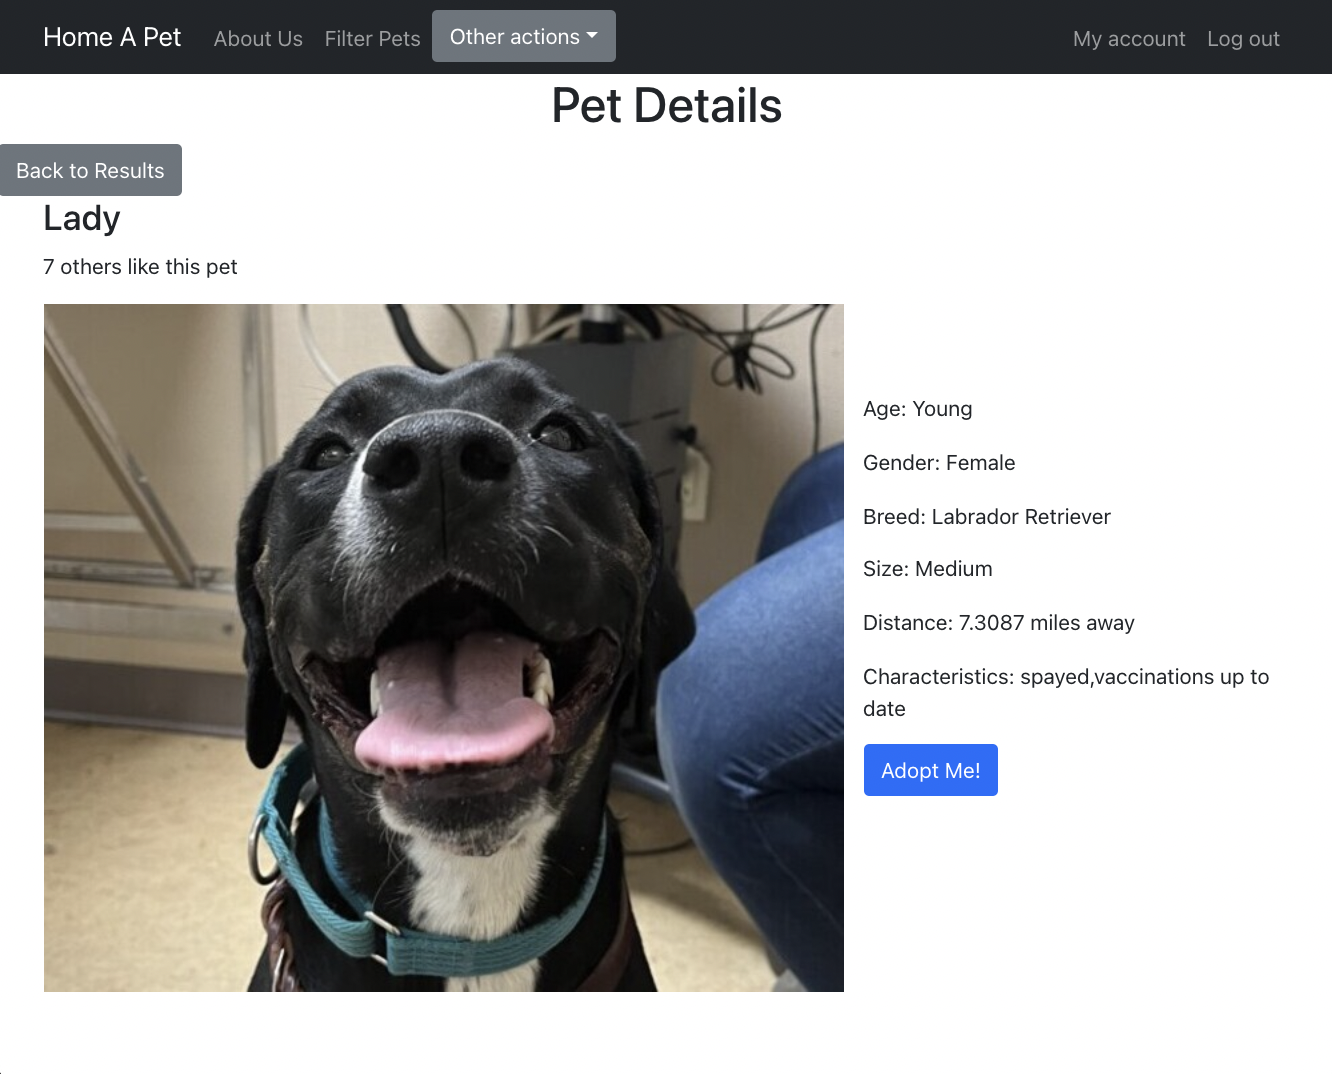 Home A Pet About Us Filter Pets Other actions My account Log out
Pet Details
Back to Results
Lady
7 others like this pet
Age: Young
Gender: Female
Breed: Labrador Retriever
Size: Medium
Distance: 7.3087 miles away
Characteristics: spayed,vaccinations up to
date
Adopt Me!